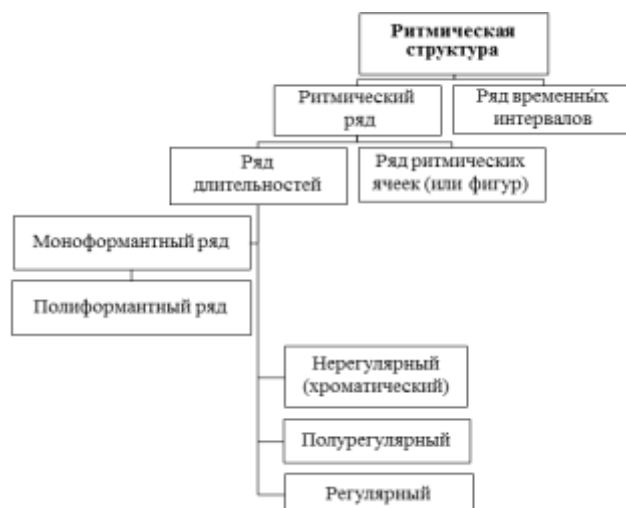 Ритмическая
структура
Ритмический
ряд
Ряд временны́х
интервалов
Ряд
длительностей
Ряд ритмических
ячеек (или фигур)
Моноформантный ряд
Полиформантный ряд
Нерегулярный
(хроматический)
Полурегулярный
Регулярный